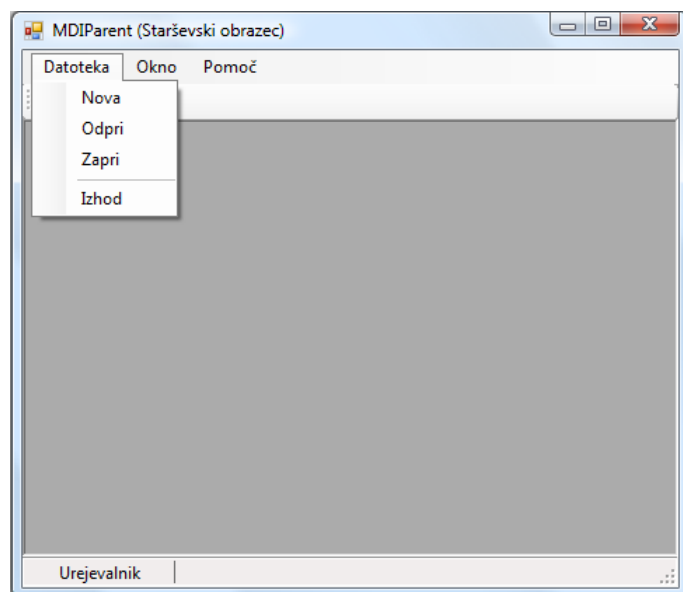 MDIParent (Starševski obrazec)
Datoteka Okno Pomoč
Nova
Odpri
Zapri
Izhod
Urejevalnik